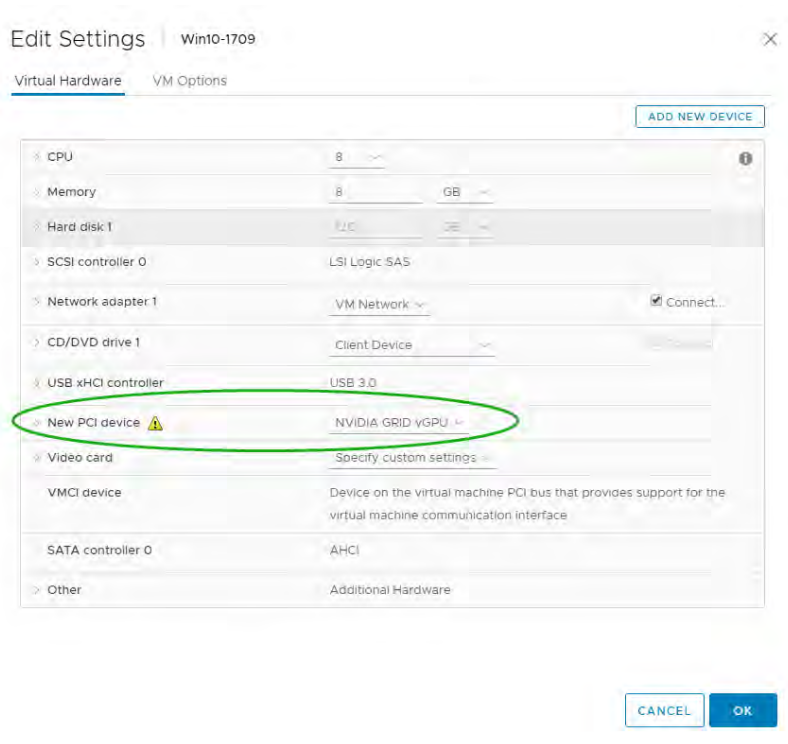 Edit Settings Win10-1709
Virtual Hardware VM Options
ADD NEW DEVICE
CPU 8
Memory 8 GB
Hard disk 1 GB
SCSI controller 0 LSI Logic SAS
Network adapter 1 VM Network Connect...
CD/DVD drive 1 Client Device
USB xHCI controller USB 3.0
New PCI device NVIDIA GRID vGPU
Video card Specify custom settings
VMCI device Device on the virtual machine PCI bus that provides support for the
virtual machine communication interface
SATA controller 0 AHCI
Other Additional Hardware
CANCEL OK